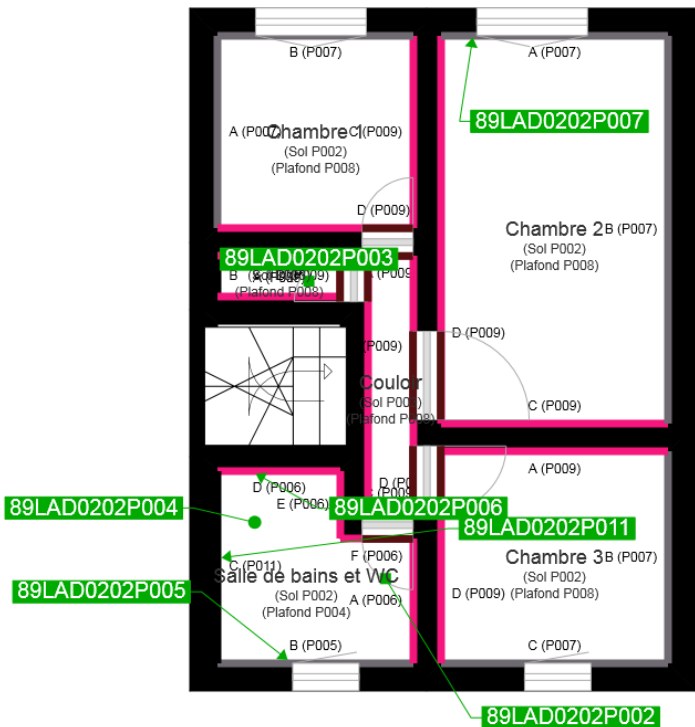 B (P007)
A (P007)
89LAD0202P007
A (P007)
C (P009)
Chambre 1
(Sol P002)
(Plafond P008)
D (P009)
Chambre 2
B (P007)
(Sol P002)
(Plafond P008)
89LAD0202P003
(Plafond P008)
D (P009)
(P009)
Couloir
(Plafond P008)
C (P009)
A (P009)
D (P006)
E (P006)
89LAD0202P006
89LAD0202P004
89LAD0202P011
F (P006)
C (P011)
Salle de bains et WC
(Sol P002)
(Plafond P004)
A (P006)
Chambre 3
B (P007)
(Sol P002)
D (P009)
(Plafond P008)
89LAD0202P005
B (P005)
C (P007)
89LAD0202P002